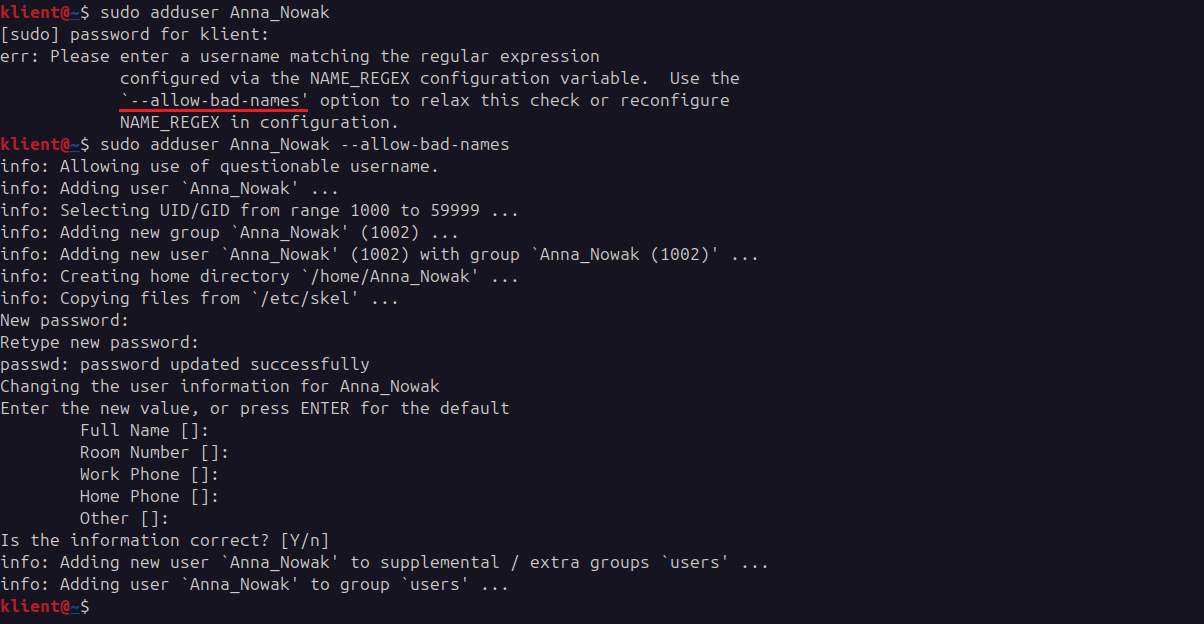 klient@~$ sudo adduser Anna_Nowak
[sudo] password for klient:
err: Please enter a username matching the regular expression
            configured via the NAME_REGEX configuration variable.  Use the
            `--allow-bad-names' option to relax this check or reconfigure
            NAME_REGEX in configuration.
klient@~$ sudo adduser Anna_Nowak --allow-bad-names
info: Allowing use of questionable username.
info: Adding user `Anna_Nowak' ...
info: Selecting UID/GID from range 1000 to 59999 ...
info: Adding new group `Anna_Nowak' (1002) ...
info: Adding new user `Anna_Nowak' (1002) with group `Anna_Nowak (1002)' ...
info: Creating home directory `/home/Anna_Nowak' ...
info: Copying files from `/etc/skel' ...
New password:
Retype new password:
passwd: password updated successfully
Changing the user information for Anna_Nowak
Enter the new value, or press ENTER for the default
        Full Name []:
        Room Number []:
        Work Phone []:
        Home Phone []:
        Other []:
Is the information correct? [Y/n]
info: Adding new user `Anna_Nowak' to supplemental / extra groups `users' ...
info: Adding user `Anna_Nowak' to group `users' ...
klient@~$